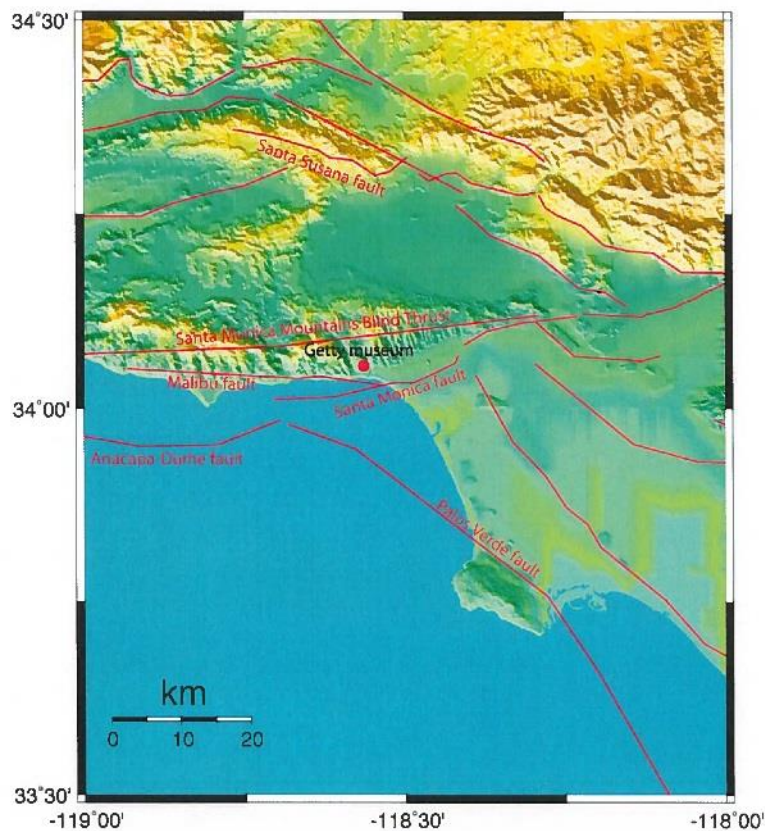 34°30'
Santa Susana fault
Santa Monica Mountains Blind Thrust
Getty museum
Malibu fault
Santa Monica fault
34°00'
Anacapa-Dume fault
Palos Verde fault
km
0 10 20
33°30'
-119°00' -118°30' -118°00'